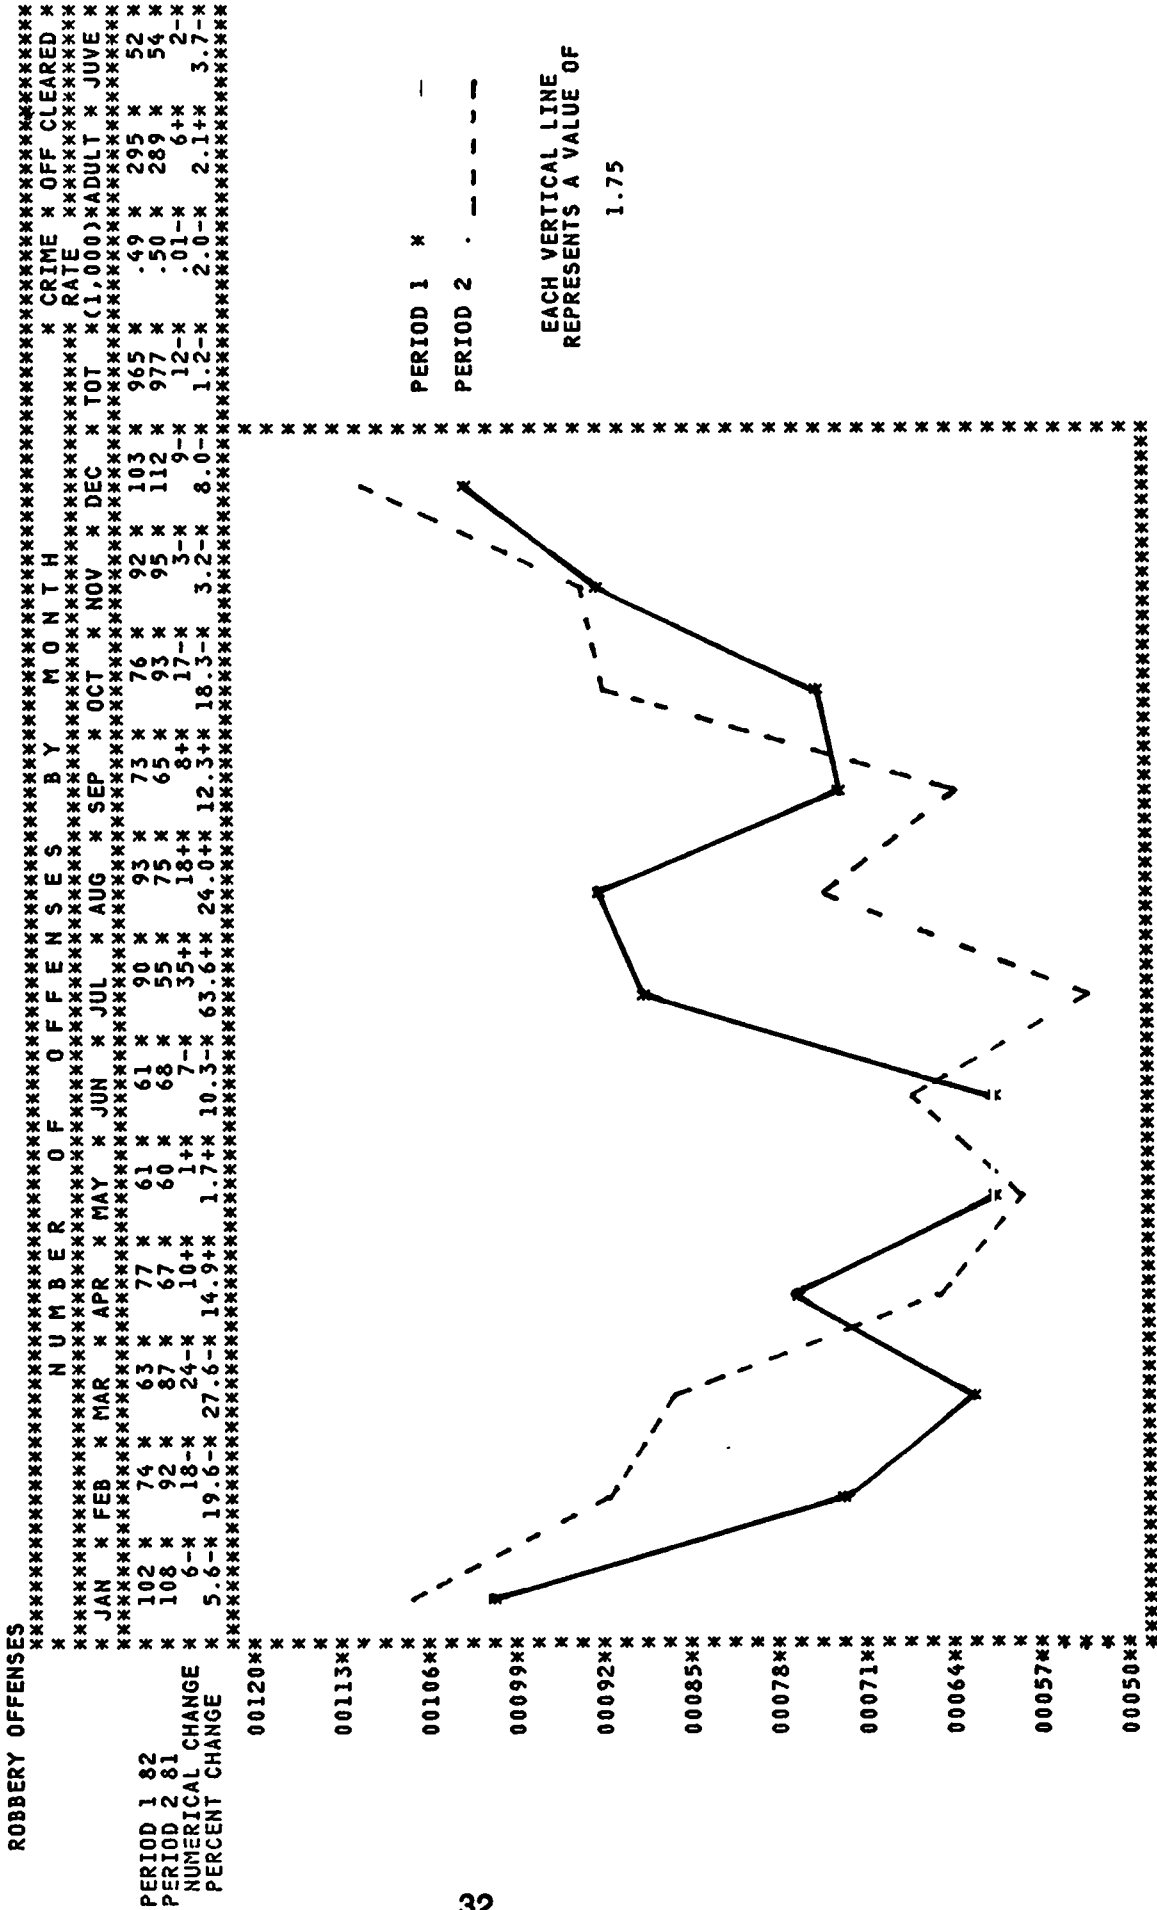 ROBBERY OFFENSES
* N U M B E R O F O F F E N S E S B Y M O N T H * CRIME * OFF CLEARED *
RATE
* JAN * FEB * MAR * APR * MAY * JUN * JUL * AUG * SEP * OCT * NOV * DEC * TOT *(1,000)*ADULT * JUVE *
PERIOD 1 82 * 102 * 74 * 63 * 77 * 61 * 61 * 90 * 93 * 73 * 76 * 92 * 103 * 965 * .49 * 295 * 52 *
PERIOD 2 81 * 108 * 92 * 87 * 67 * 60 * 68 * 55 * 75 * 65 * 93 * 95 * 112 * 977 * .50 * 289 * 54 *
NUMERICAL CHANGE * 6-* 18-* 24-* 10+* 1+* 7-* 35+* 18+* 8+* 17-* 3-* 9-* 12-* .01-* 6+* 2-*
PERCENT CHANGE * 5.6-* 19.6-* 27.6-* 14.9+* 1.7+* 10.3-* 63.6+* 24.0+* 12.3+* 18.3-* 3.2-* 8.0-* 1.2-* 2.0-* 2.1+* 3.7-*
00120**
00113**
00106**
00099**
00092**
00085**
00078**
00071**
00064**
00057**
00050**
PERIOD 1 *
PERIOD 2 .
EACH VERTICAL LINE
REPRESENTS A VALUE OF
1.75
32